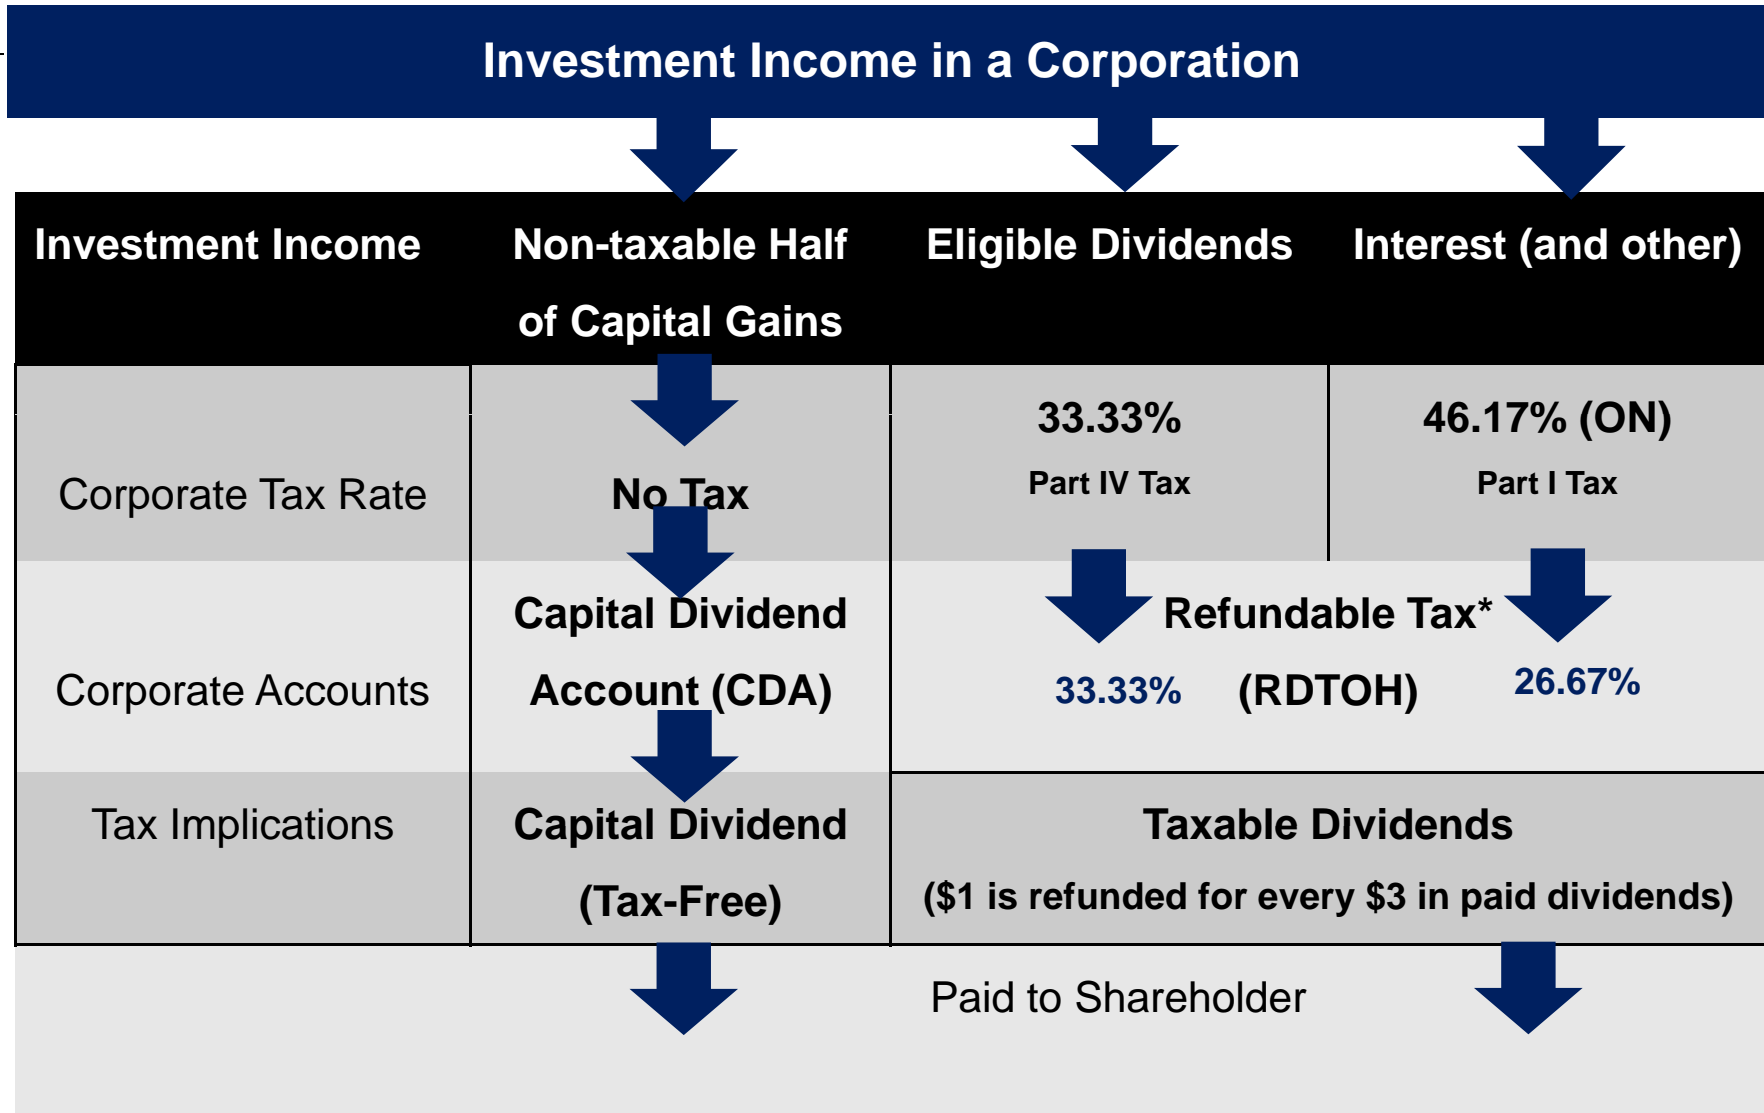 Investment Income in a Corporation
Investment Income
Non-taxable Half
of Capital Gains
Eligible Dividends
Interest (and other)
Corporate Tax Rate
No Tax
33.33%
Part IV Tax
46.17% (ON)
Part I Tax
Corporate Accounts
Capital Dividend
Account (CDA)
Refundable Tax*
33.33%
(RDTOH)
26.67%
Tax Implications
Capital Dividend
(Tax-Free)
Taxable Dividends
($1 is refunded for every $3 in paid dividends)
Paid to Shareholder